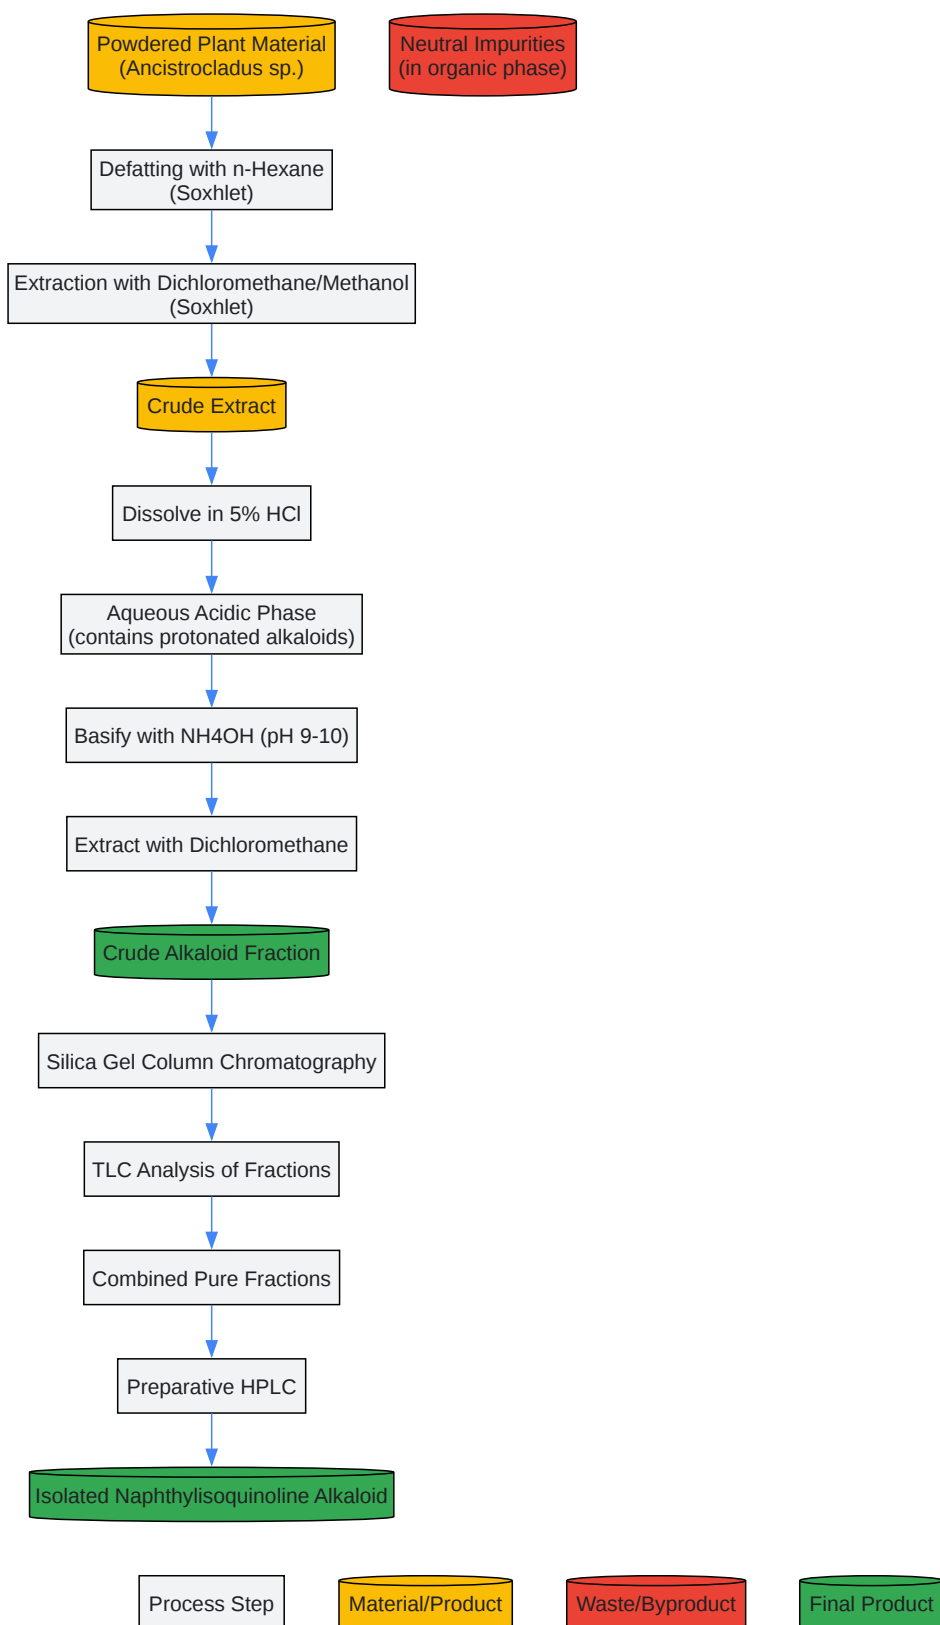 Powdered Plant Material
(Ancistrocladus sp.)
Neutral Impurities
(in organic phase)
Defatting with n-Hexane
(Soxhlet)
Extraction with Dichloromethane/Methanol
(Soxhlet)
Crude Extract
Dissolve in 5% HCl
Aqueous Acidic Phase
(contains protonated alkaloids)
Basify with NH4OH (pH 9-10)
Extract with Dichloromethane
Crude Alkaloid Fraction
Silica Gel Column Chromatography
TLC Analysis of Fractions
Combined Pure Fractions
Preparative HPLC
Isolated Naphthylisoquinoline Alkaloid
Process Step
Material/Product
Waste/Byproduct
Final Product